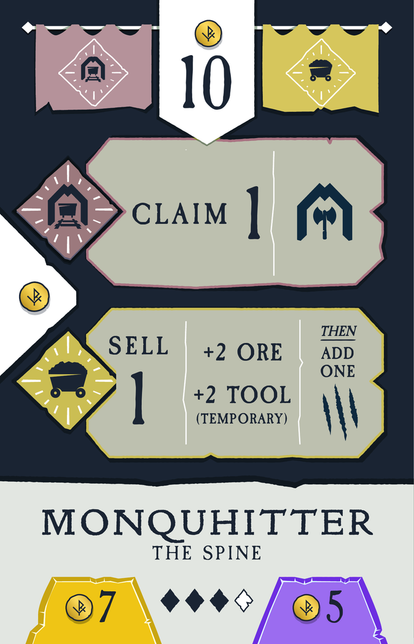 10
CLAIM 1
SELL
1
+2 ORE
+2 TOOL
(TEMPORARY)
THEN
ADD
ONE
MONQUHITTER
THE SPINE
7
5